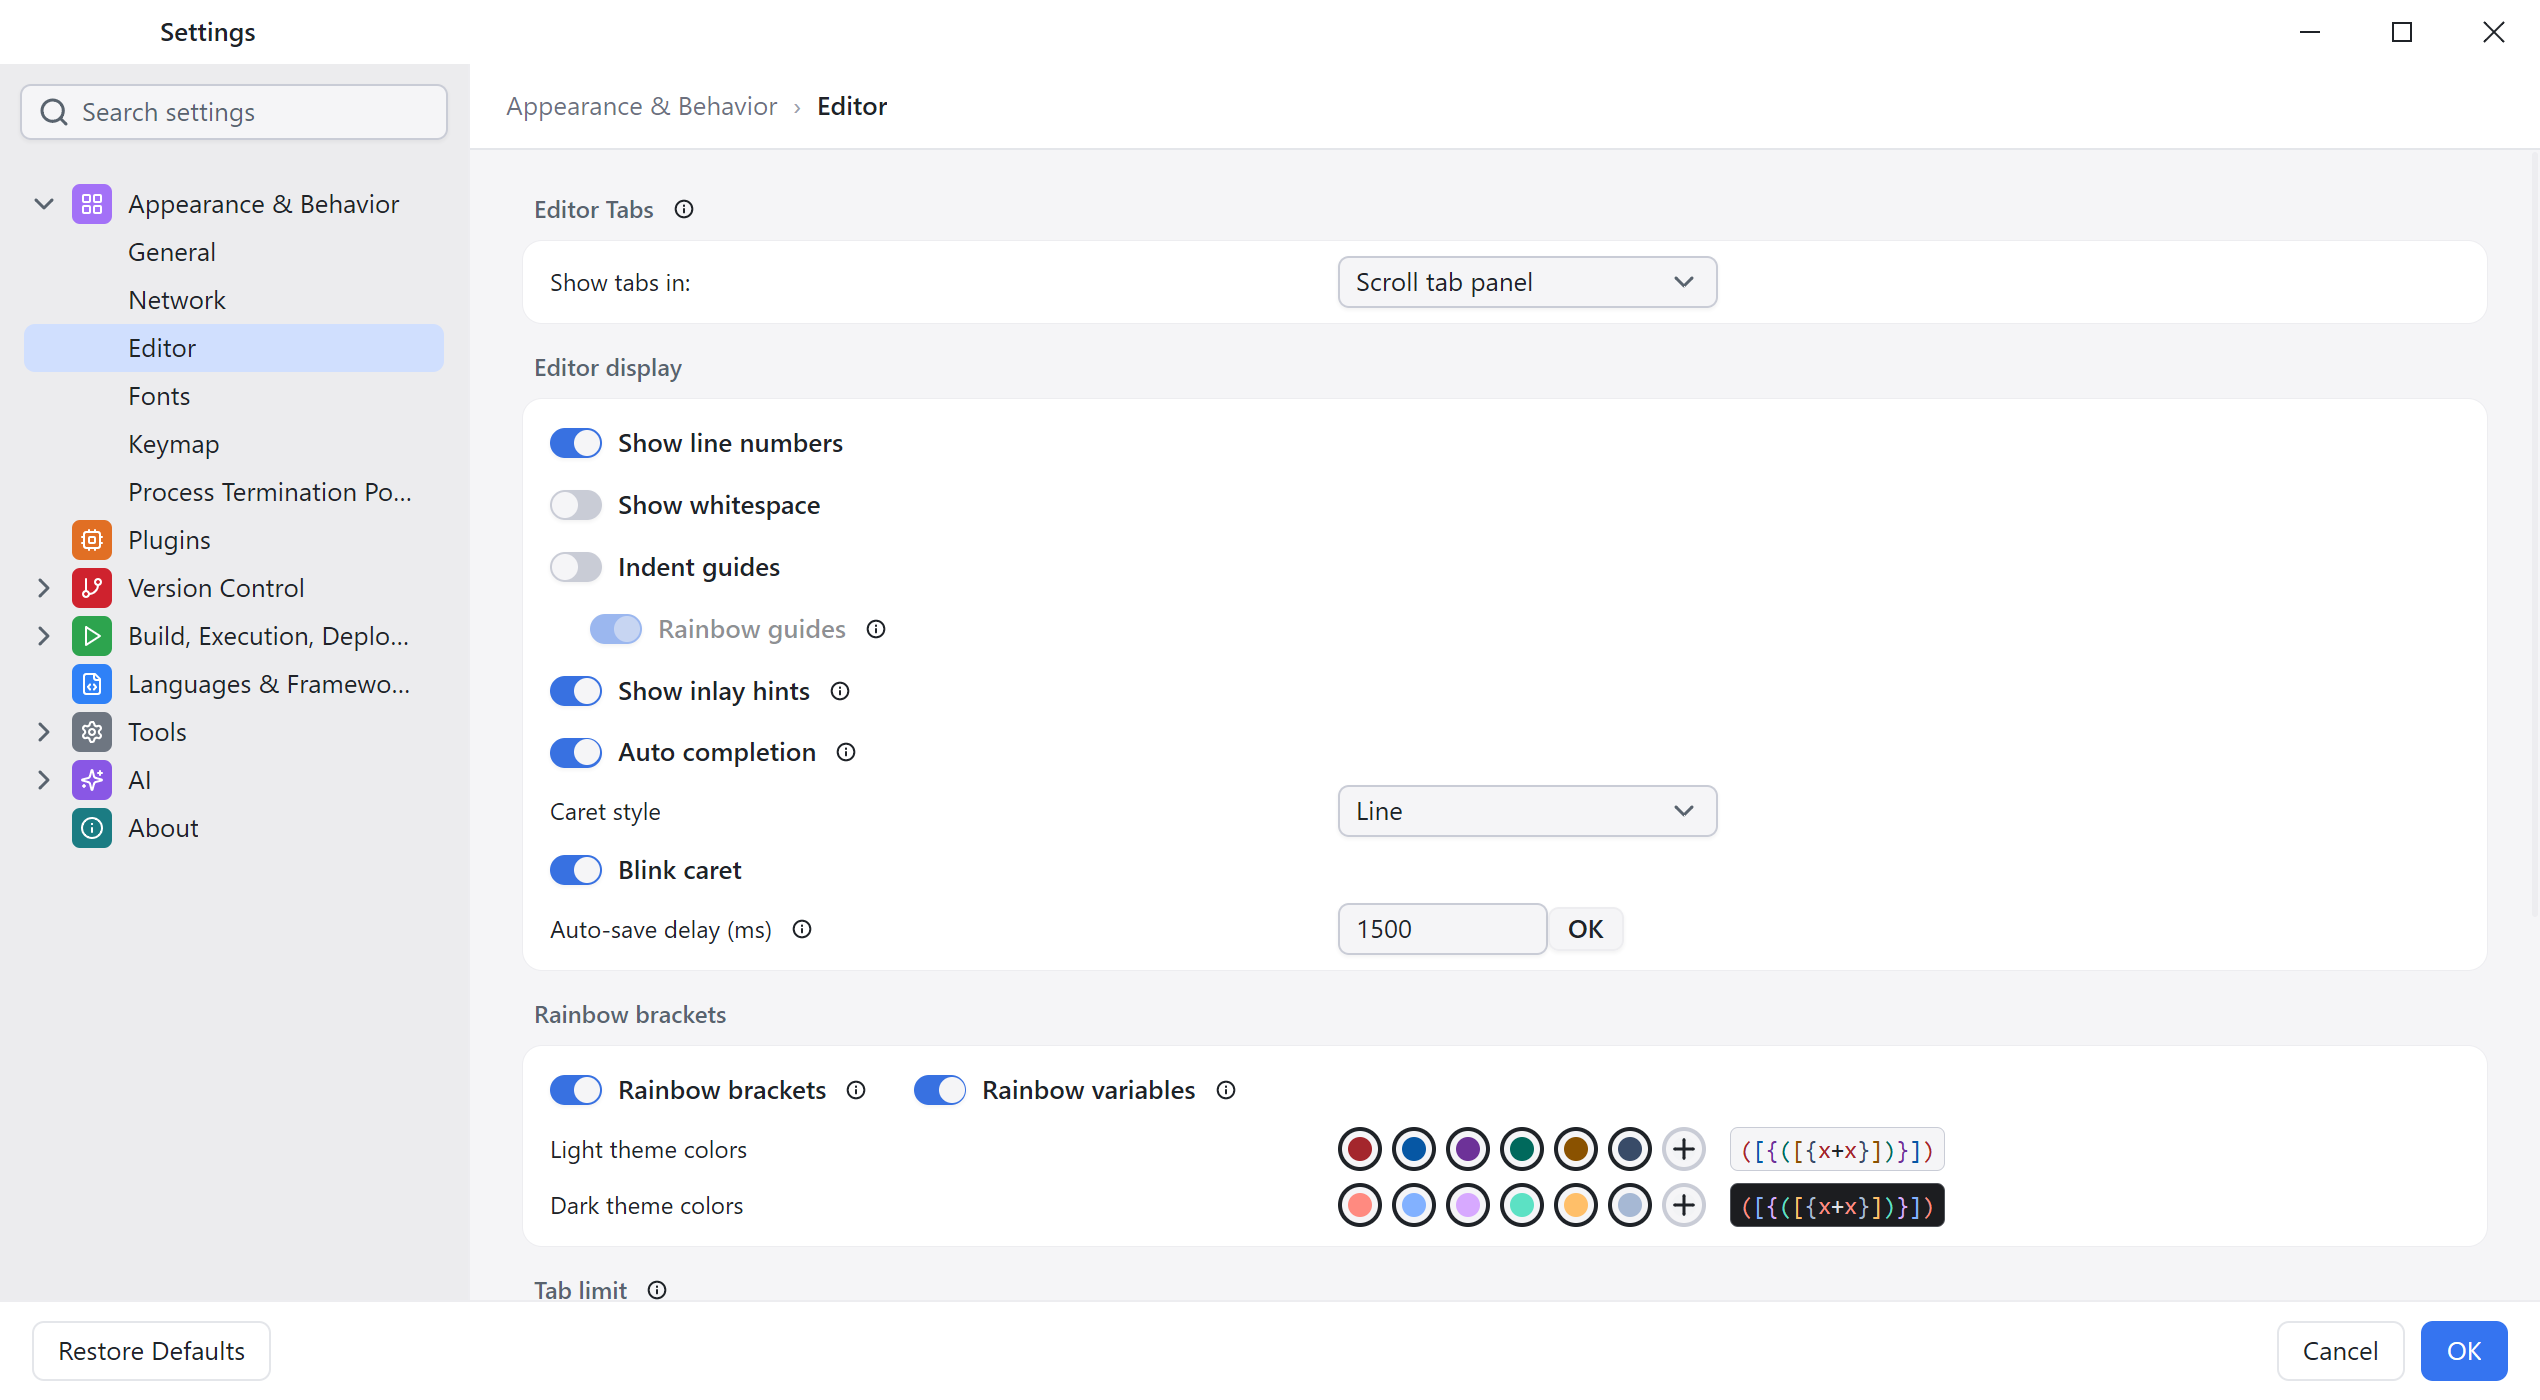 Settings
Search settings
Appearance & Behavior
General
Network
Editor
Fonts
Keymap
Process Termination Po...
Plugins
Version Control
Build, Execution, Deplo...
Languages & Framewo...
Tools
AI
About
Appearance & Behavior › Editor
Editor Tabs
Show tabs in: Scroll tab panel
Editor display
Show line numbers
Show whitespace
Indent guides
Rainbow guides
Show inlay hints
Auto completion
Caret style Line
Blink caret
Auto-save delay (ms) 1500 OK
Rainbow brackets
Rainbow brackets Rainbow variables
Light theme colors ([{([{x+x}])}])
Dark theme colors ([{([{x+x}])}])
Tab limit
Restore Defaults Cancel OK